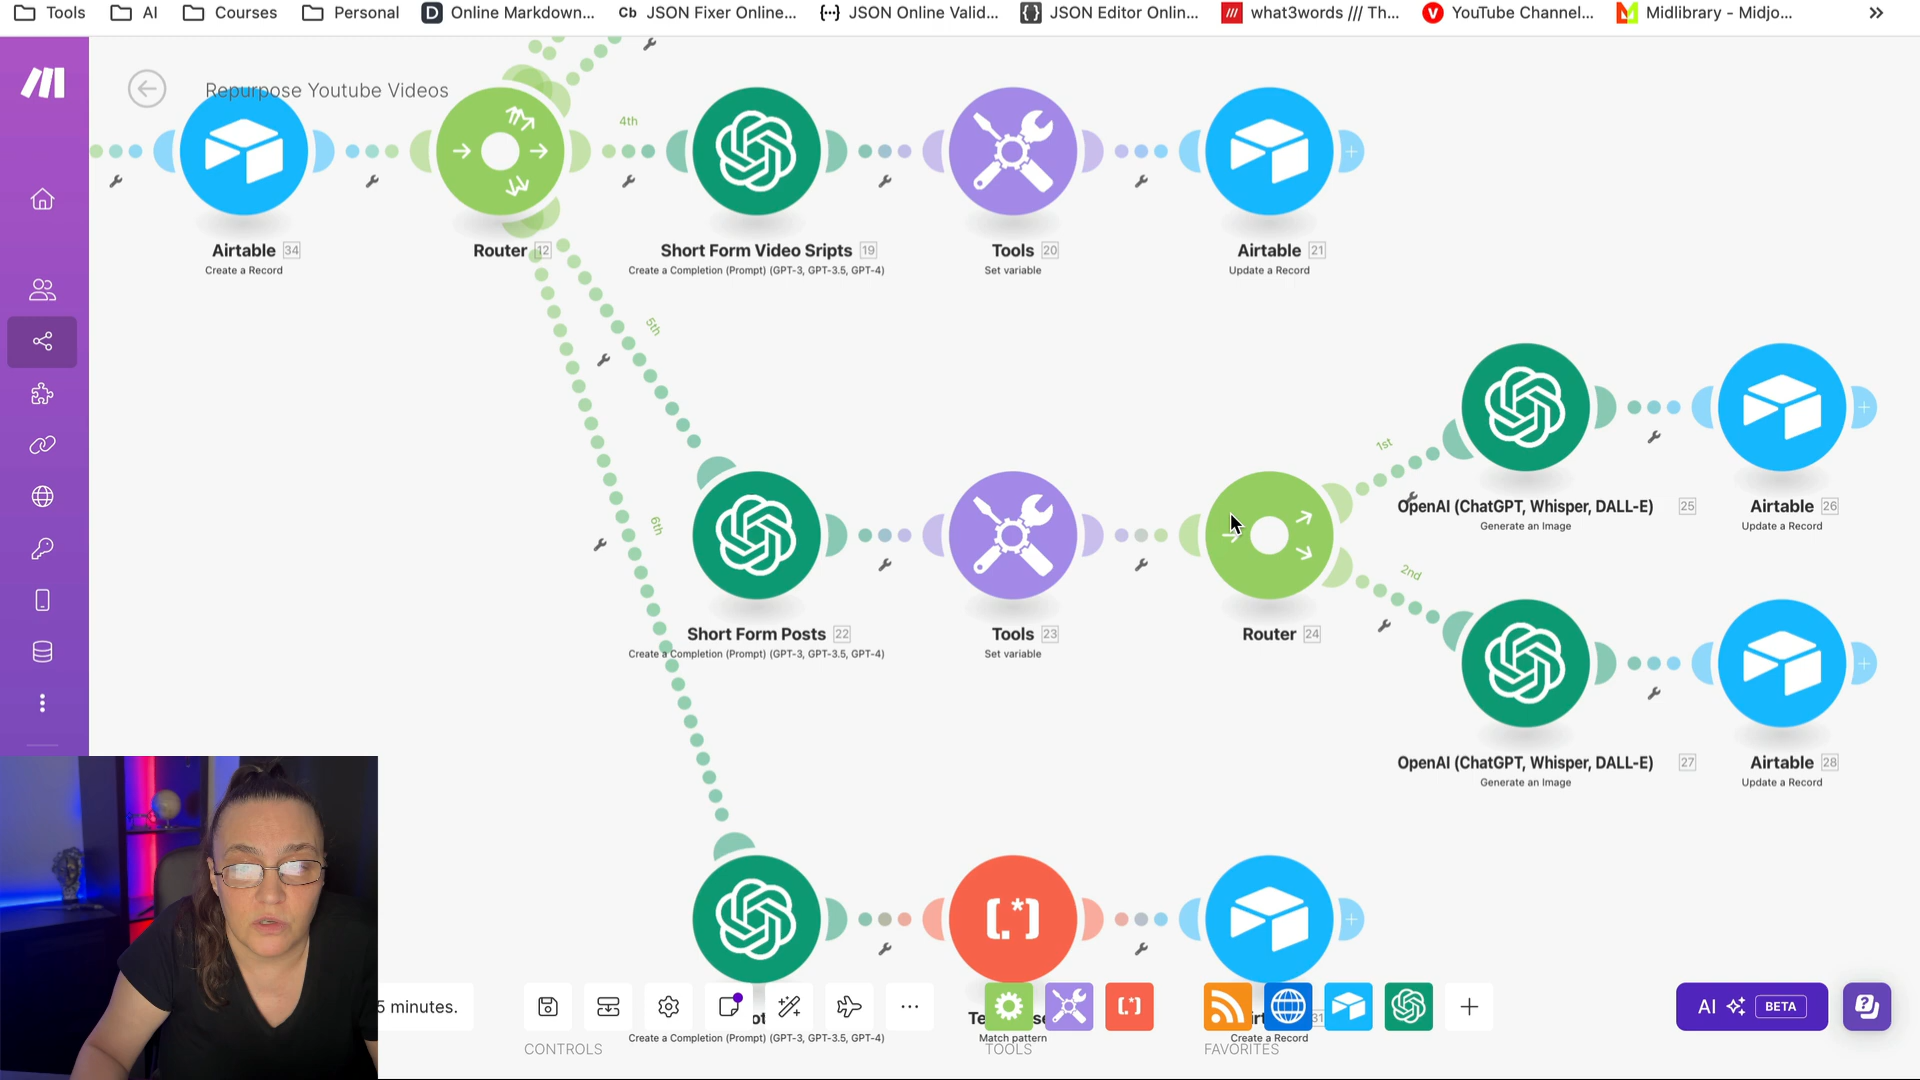 Tools AI Courses Personal Online Markdown... JSON Fixer Online... JSON Online Valid... JSON Editor Onlin... what3words /// Th... YouTube Channel... Midlibrary - Midjo...
Repurpose Youtube Videos
4th
Airtable 34
Create a Record
Router 12
Short Form Video Sripts 19
Create a Completion (Prompt) (GPT-3, GPT-3.5, GPT-4)
Tools 20
Set variable
Airtable 21
Update a Record
5th
1st
OpenAI (ChatGPT, Whisper, DALL-E) 25
Generate an Image
Airtable 26
Update a Record
6th
2nd
Short Form Posts 22
Create a Completion (Prompt) (GPT-3, GPT-3.5, GPT-4)
Tools 23
Set variable
Router 24
OpenAI (ChatGPT, Whisper, DALL-E) 27
Generate an Image
Airtable 28
Update a Record
5 minutes.
31
Create a Completion (Prompt) (GPT-3, GPT-3.5, GPT-4)
Match pattern
Create a Record
CONTROLS
TOOLS
FAVORITES
AI BETA